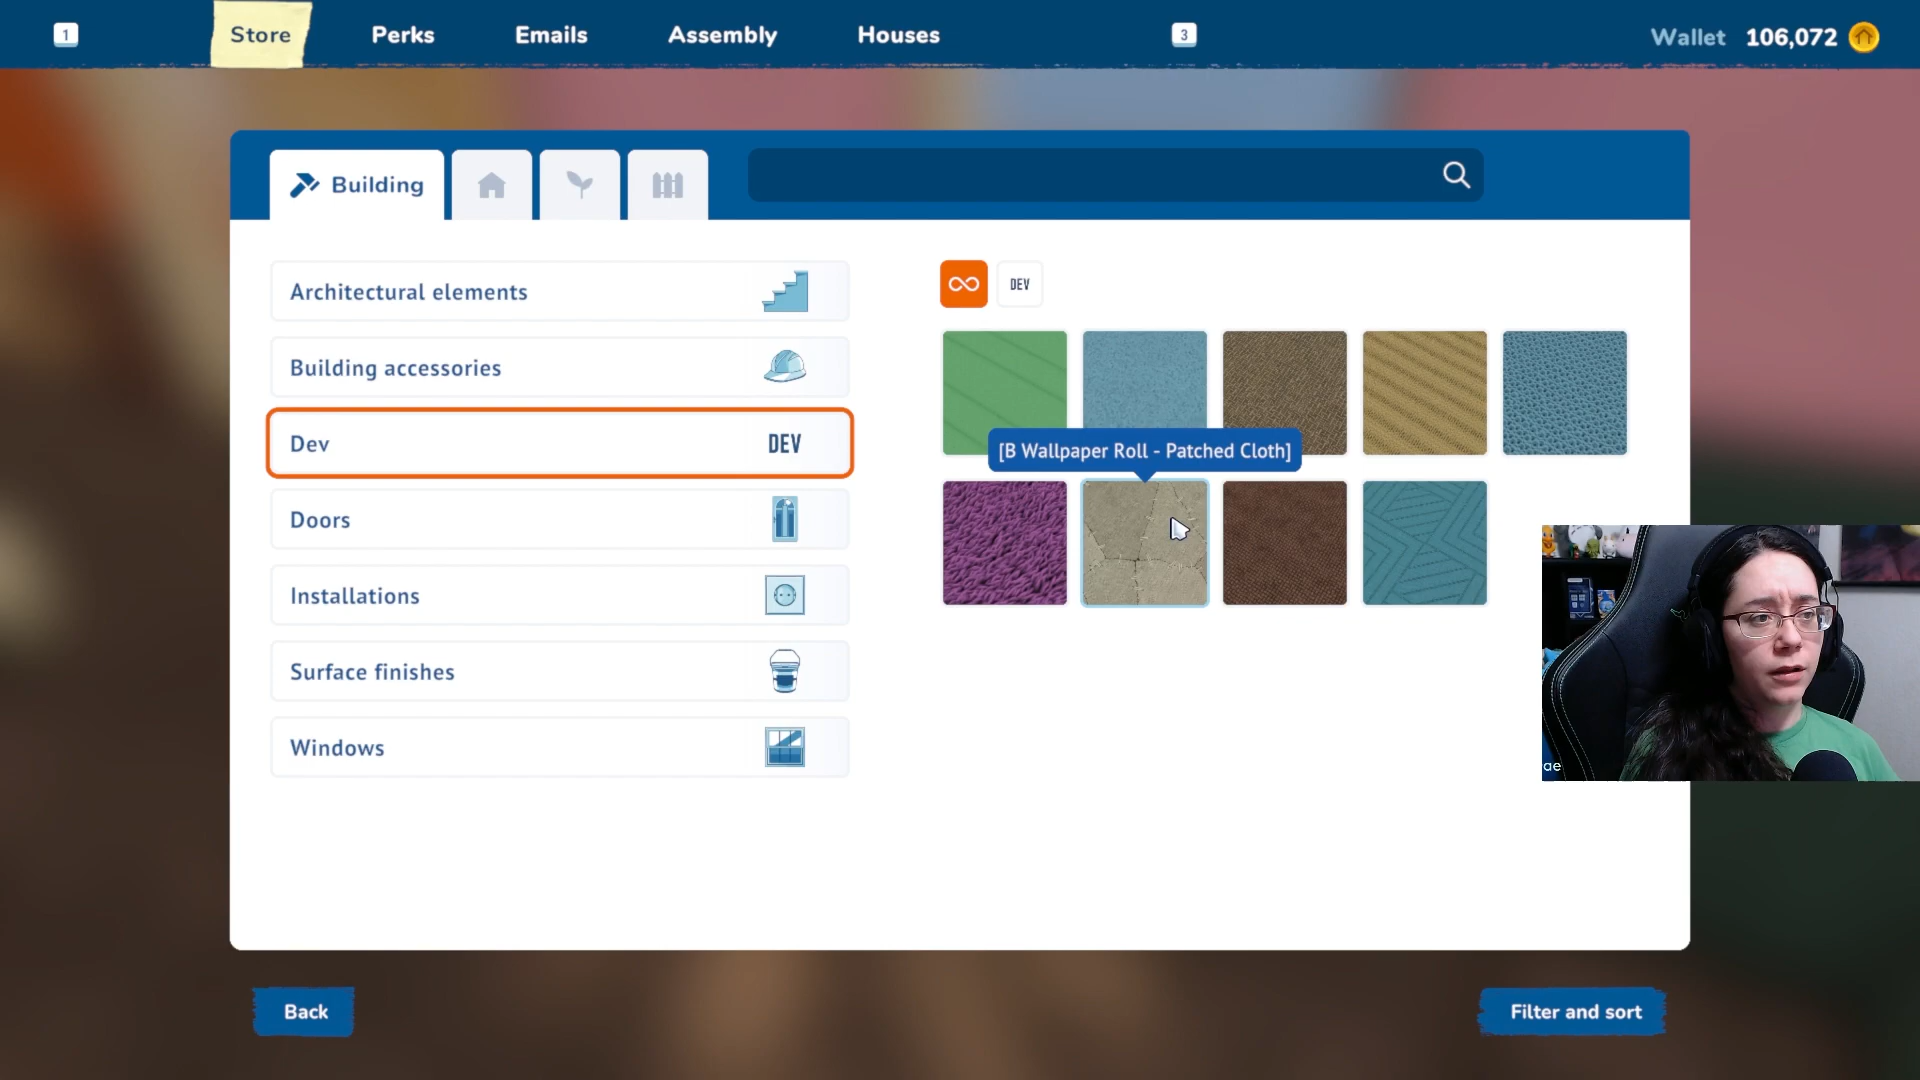 1
Store
Perks
Emails
Assembly
Houses
3
Wallet 106,072
Building
Architectural elements
Building accessories
Dev
DEV
Doors
Installations
Surface finishes
Windows
DEV
[B Wallpaper Roll - Patched Cloth]
ae
Back
Filter and sort